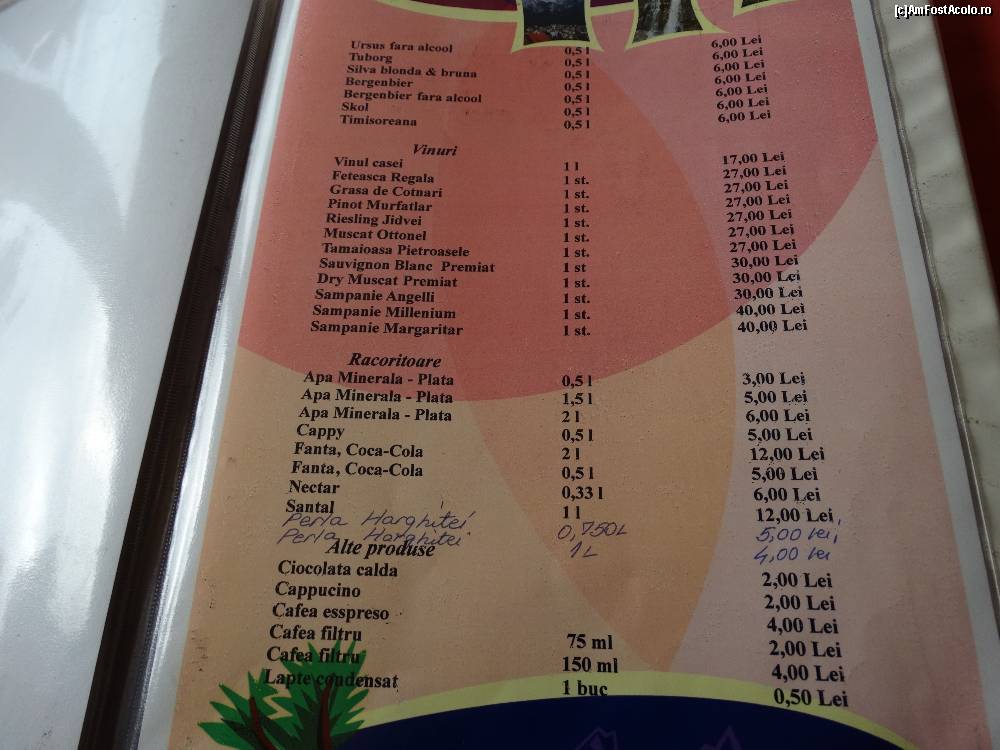 [c]AmFostAcolo.ro
Ursus fara alcool 0,5 l 6,00 Lei
Tuborg 0,5 l 6,00 Lei
Silva blonda & bruna 0,5 l 6,00 Lei
Bergenbier 0,5 l 6,00 Lei
Bergenbier fara alcool 0,5 l 6,00 Lei
Skol 0,5 l 6,00 Lei
Timisoreana 0,5 l 6,00 Lei
Vinuri
Vinul casei 1 l 17,00 Lei
Feteasca Regala 1 st. 27,00 Lei
Grasa de Cotnari 1 st. 27,00 Lei
Pinot Murfatlar 1 st. 27,00 Lei
Riesling Jidvei 1 st. 27,00 Lei
Muscat Ottonel 1 st. 27,00 Lei
Tamaioasa Pietroasele 1 st. 27,00 Lei
Sauvignon Blanc Premiat 1 st 30,00 Lei
Dry Muscat Premiat 1 st. 30,00 Lei
Sampanie Angelli 1 st. 30,00 Lei
Sampanie Millenium 1 st. 40,00 Lei
Sampanie Margaritar 1 st. 40,00 Lei
Racoritoare
Apa Minerala - Plata 0,5 l 3,00 Lei
Apa Minerala - Plata 1,5 l 5,00 Lei
Apa Minerala - Plata 2 l 6,00 Lei
Cappy 0,5 l 5,00 Lei
Fanta, Coca-Cola 2 l 12,00 Lei
Fanta, Coca-Cola 0,5 l 5,00 Lei
Nectar 0,33 l 6,00 Lei
Santal 1 l 12,00 Lei
Perla Harghitei 0,750L 5,00 lei,
Perla Harghitei 1L 4,00 lei
Alte produse
Ciocolata calda 2,00 Lei
Cappucino 2,00 Lei
Cafea esspreso 4,00 Lei
Cafea filtru 75 ml 2,00 Lei
Cafea filtru 150 ml 4,00 Lei
Lapte condensat 1 buc 0,50 Lei